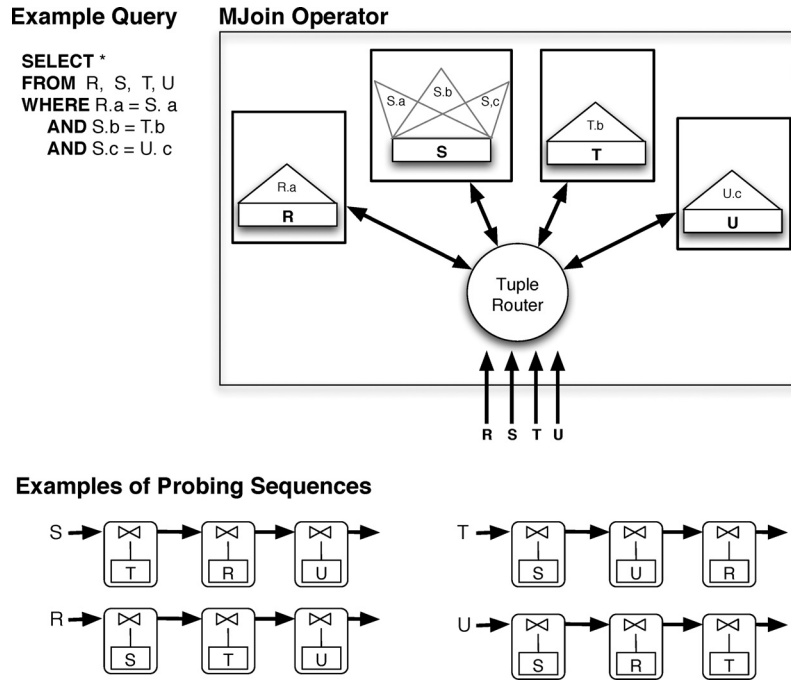 Example Query
MJoin Operator
SELECT *
FROM R, S, T, U
WHERE R.a = S. a
AND S.b = T.b
AND S.c = U. c
S.a
S.b
S,c
S
T.b
T
R.a
R
U.c
U
Tuple
Router
R S T U
Examples of Probing Sequences
S
T R U
T
S U R
R
S T U
U
S R T